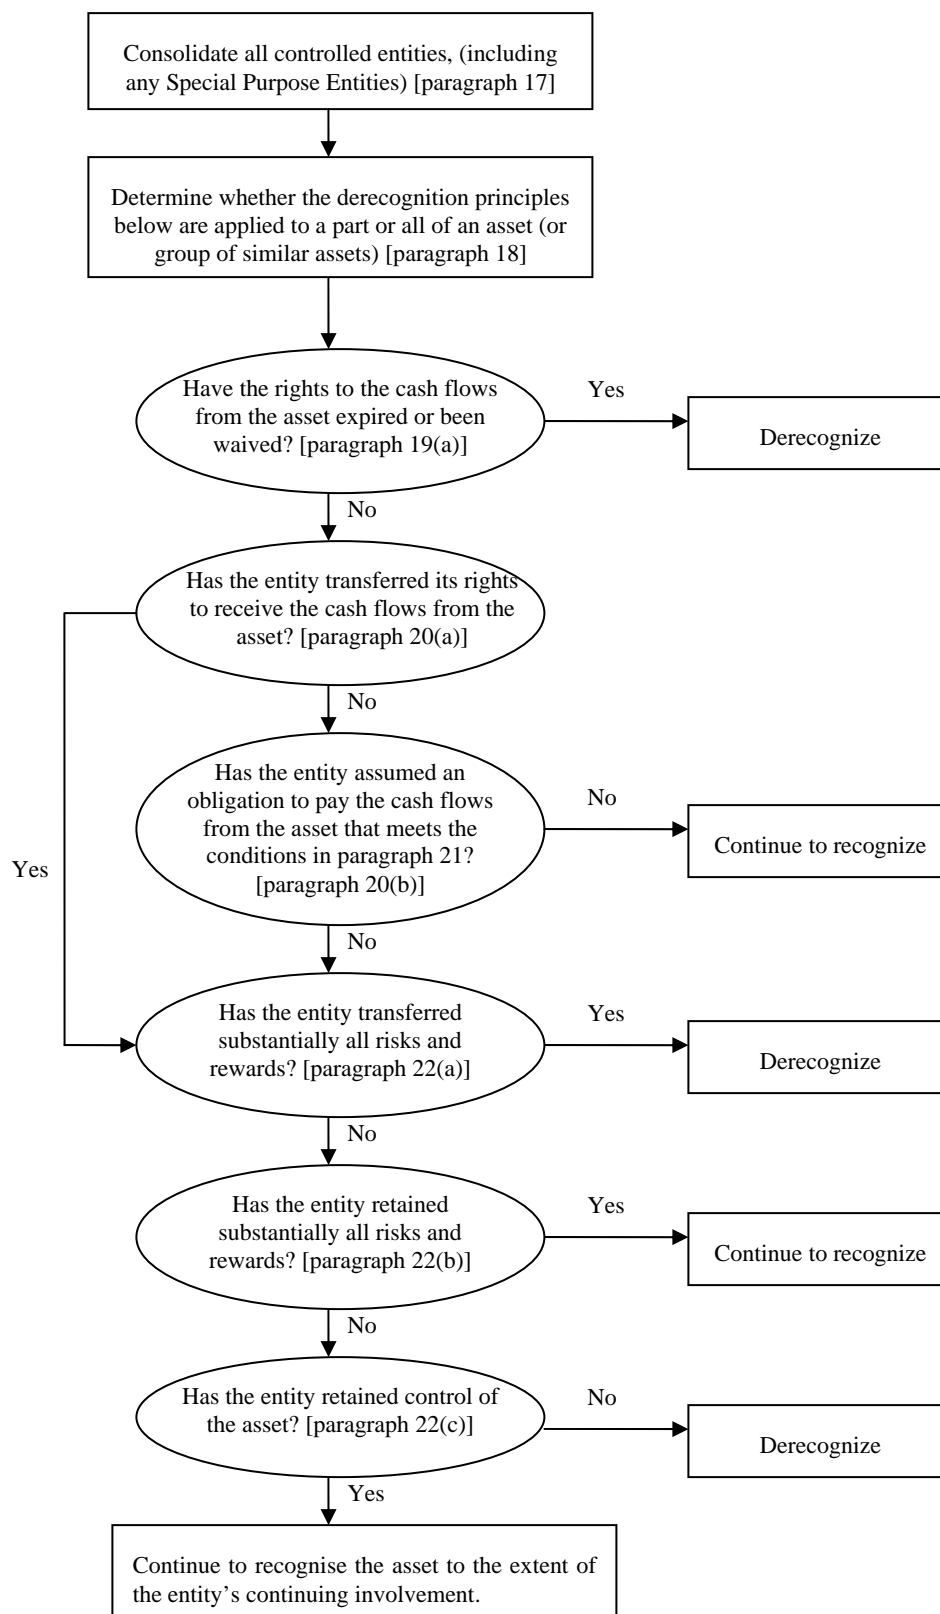 Consolidate all controlled entities, (including
any Special Purpose Entities) [paragraph 17]
Determine whether the derecognition principles
below are applied to a part or all of an asset (or
group of similar assets) [paragraph 18]
Have the rights to the cash flows
from the asset expired or been
waived? [paragraph 19(a)]
Yes
Derecognize
No
Has the entity transferred its rights
to receive the cash flows from the
asset? [paragraph 20(a)]
No
Has the entity assumed an
obligation to pay the cash flows
from the asset that meets the
conditions in paragraph 21?
[paragraph 20(b)]
No
Continue to recognize
Yes
No
Has the entity transferred
substantially all risks and
rewards? [paragraph 22(a)]
Yes
Derecognize
No
Has the entity retained
substantially all risks and
rewards? [paragraph 22(b)]
Yes
Continue to recognize
No
Has the entity retained control of
the asset? [paragraph 22(c)]
No
Derecognize
Yes
Continue to recognise the asset to the extent of
the entity’s continuing involvement.